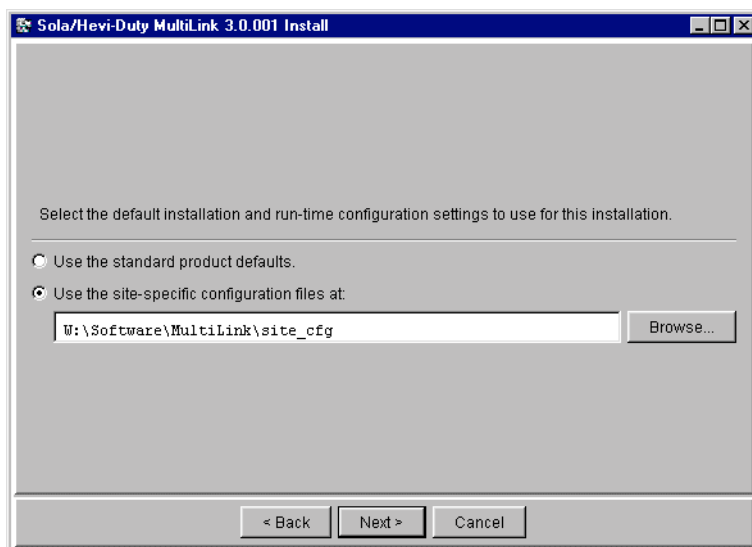 Sola/Hevi-Duty MultiLink 3.0.001 Install
Select the default installation and run-time configuration settings to use for this installation.
Use the standard product defaults.
Use the site-specific configuration files at:
W:\Software\MultiLink\site_cfg
Browse...
< Back
Next >
Cancel